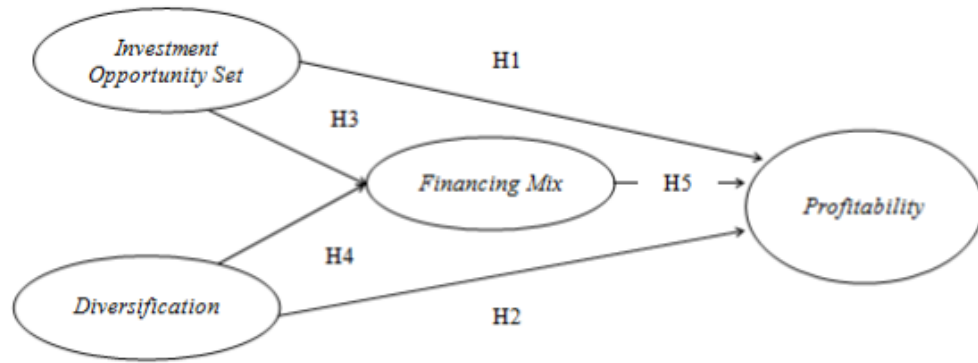 Investment
Opportunity Set
H1
H3
Financing Mix
H5
Profitability
H4
Diversification
H2